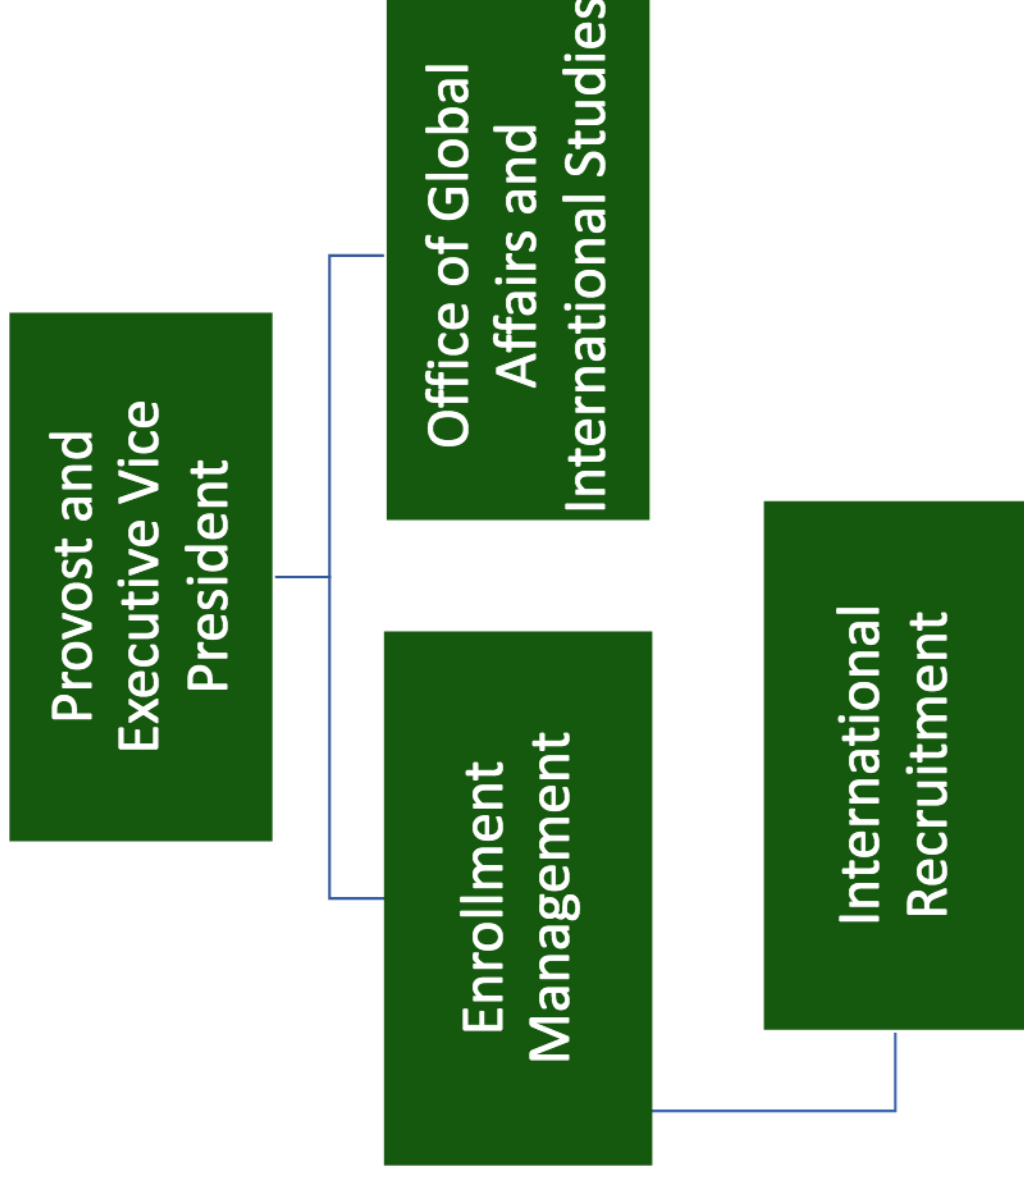 Provost and
Executive Vice
President
Enrollment
Management
Office of Global
Affairs and
International Studies
International
Recruitment